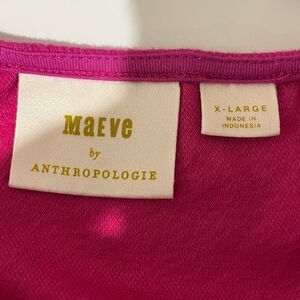 MaEve
by
ANTHROPOLOGIE
X-LARGE
MADE IN
INDONESIA